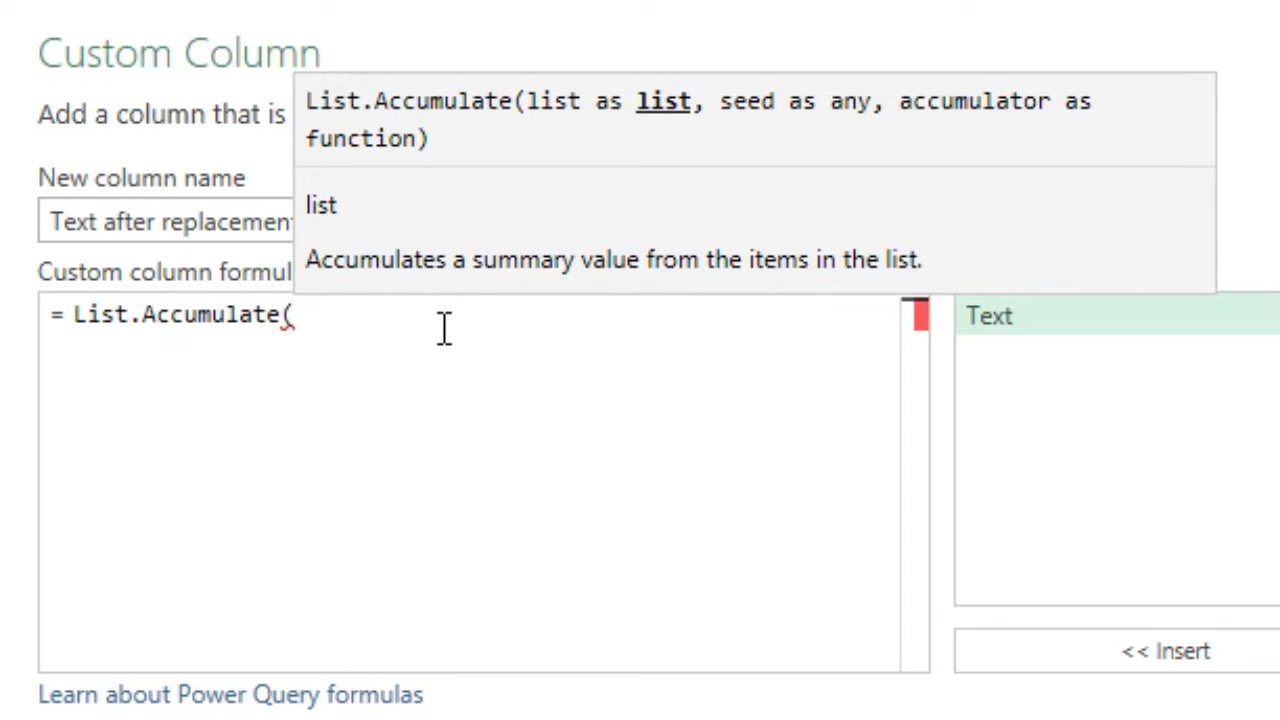 Custom Column
Add a column that is
List.Accumulate(list as list, seed as any, accumulator as
function)
list
Accumulates a summary value from the items in the list.
New column name
Text after replacement
Custom column formul
= List.Accumulate(
Text
<< Insert
Learn about Power Query formulas